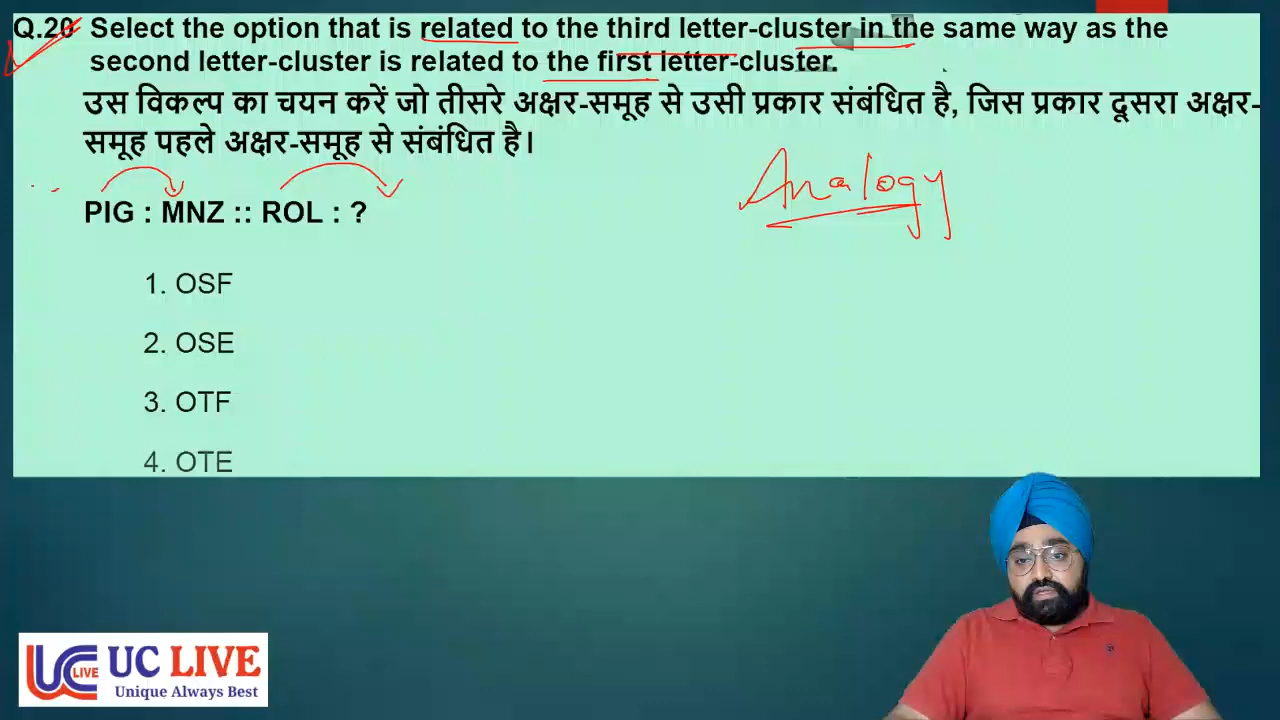 Q.20 Select the option that is related to the third letter-cluster in the same way as the
second letter-cluster is related to the first letter-cluster.
उस विकल्प का चयन करें जो तीसरे अक्षर-समूह से उसी प्रकार संबंधित है, जिस प्रकार दूसरा अक्षर-
समूह पहले अक्षर-समूह से संबंधित है।
Analogy
PIG : MNZ :: ROL : ?
1. OSF
2. OSE
3. OTF
4. OTE
UC LIVE
LIVE
Unique Always Best